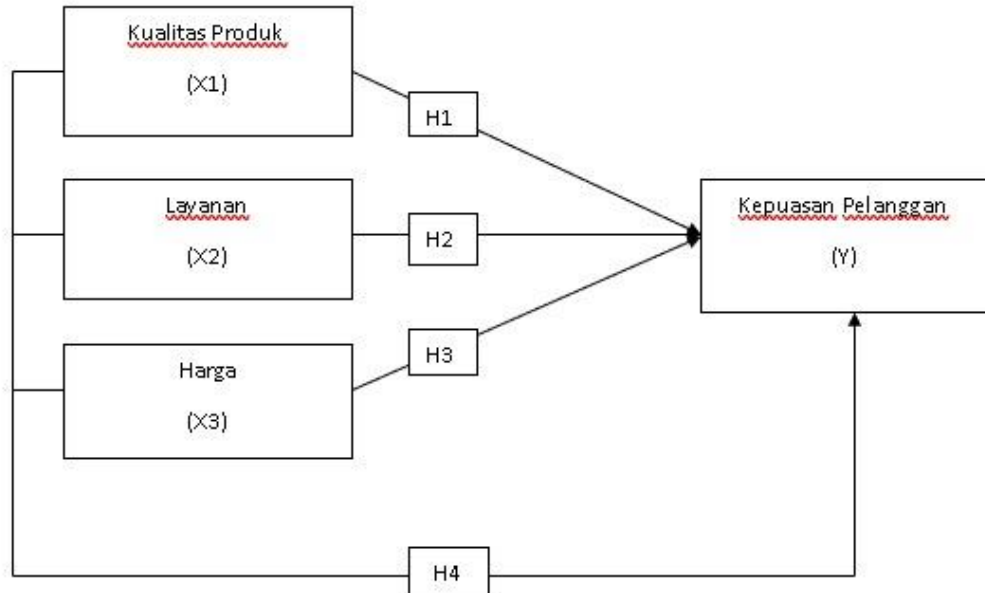 Kualitas Produk
(X1)
H1
Layanan
(X2)
H2
Kepuasan Pelanggan
(Y)
Harga
(X3)
H3
H4